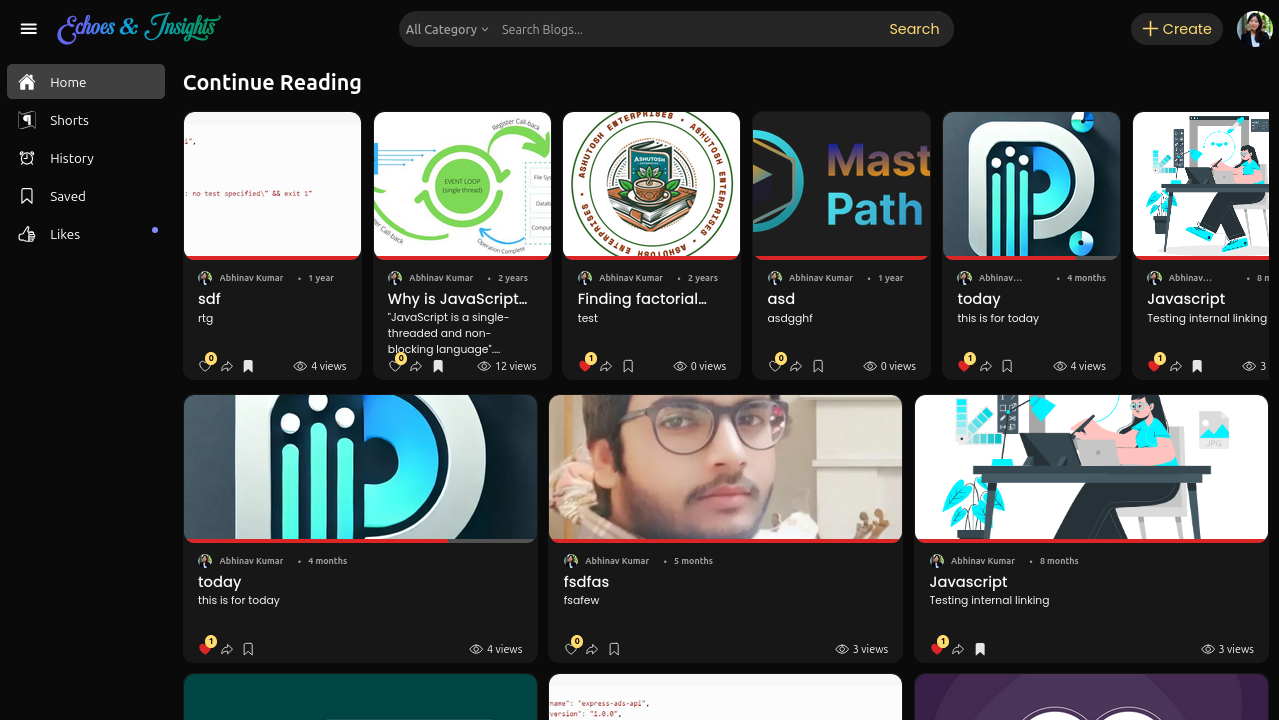 Echoes & Insights
All Category
Search Blogs...
Search
Create
Home
Shorts
History
Saved
Likes
Continue Reading
: no test specified\" && exit 1"
Abhinav Kumar • 1 year
sdf
rtg
0
4 views
Register Call-back
EVENT LOOP
(single thread)
File Sys
Databa
Compu
Call-back
Operation Complete
Abhinav Kumar • 2 years
Why is JavaScript...
"JavaScript is a single-
threaded and non-
blocking language"....
0
12 views
ASHUTOSH ENTERPRISES • ASHUTOSH ENTERPRISES • ASHUTOSH ENTERPRISES •
ASHUTOSH
Abhinav Kumar • 2 years
Finding factorial...
test
1
0 views
Mast
Path
Abhinav Kumar • 1 year
asd
asdgghf
0
0 views
Abhinav... • 4 months
today
this is for today
1
4 views
Abhinav... • 8 m
Javascript
Testing internal linking
1
3
Abhinav Kumar • 4 months
today
this is for today
1
4 views
Abhinav Kumar • 5 months
fsdfas
fsafew
0
3 views
JPG
Abhinav Kumar • 8 months
Javascript
Testing internal linking
1
3 views
name": "express-ads-api",
version": "1.0.0",